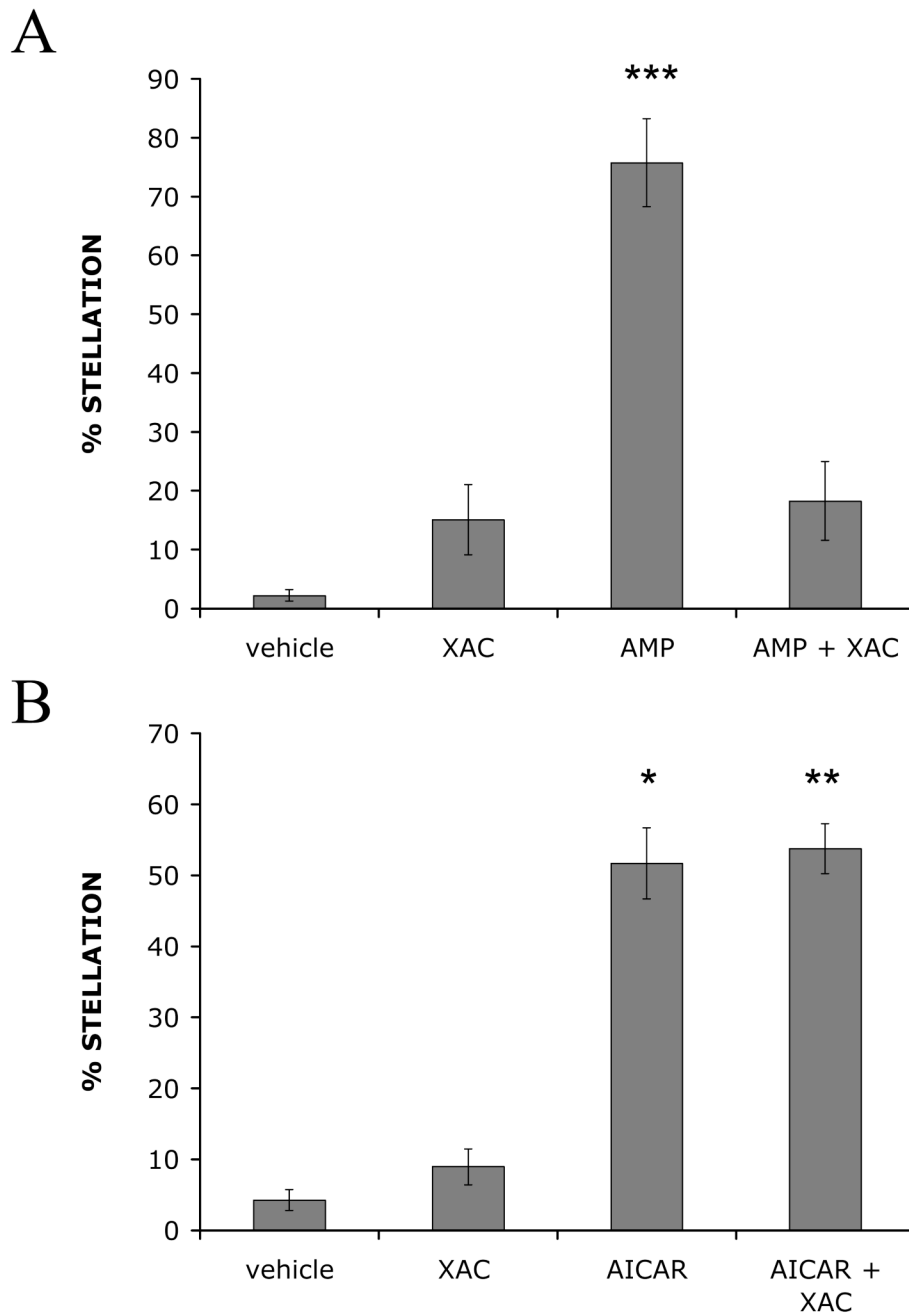 A
***
90
80
70
60
50
40
30
20
10
0
% STELLATION
vehicle XAC AMP AMP + XAC
B
70
60
50
40
30
20
10
0
% STELLATION
* **
vehicle XAC AICAR AICAR +
XAC